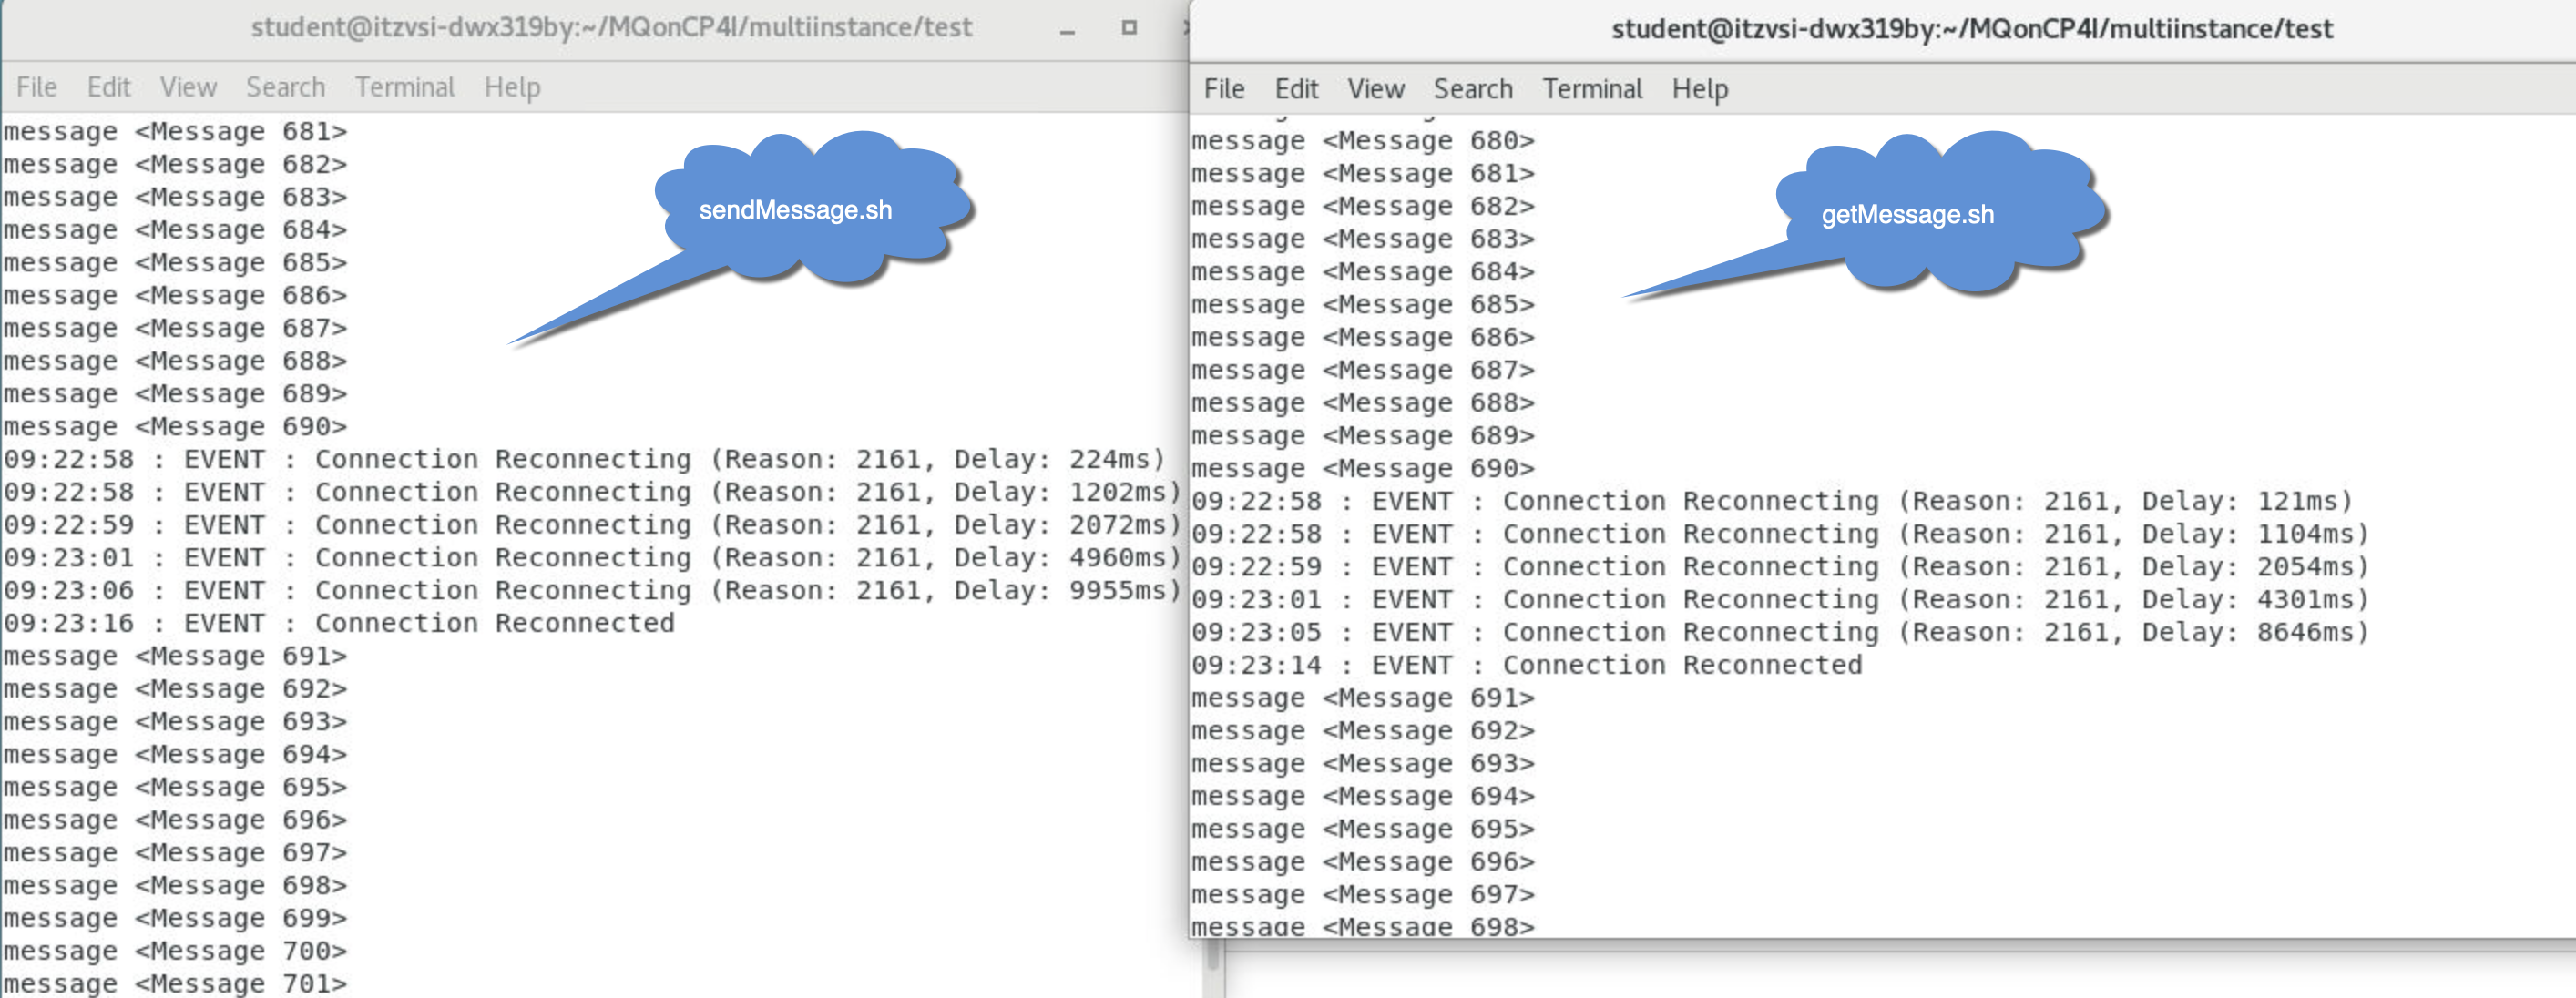 student@itzvsi-dwx319by:~/MQonCP4I/multiinstance/test
File Edit View Search Terminal Help
message <Message 681>
message <Message 682>
message <Message 683>
message <Message 684>
message <Message 685>
message <Message 686>
message <Message 687>
message <Message 688>
message <Message 689>
message <Message 690>
09:22:58 : EVENT : Connection Reconnecting (Reason: 2161, Delay: 224ms)
09:22:58 : EVENT : Connection Reconnecting (Reason: 2161, Delay: 1202ms)
09:22:59 : EVENT : Connection Reconnecting (Reason: 2161, Delay: 2072ms)
09:23:01 : EVENT : Connection Reconnecting (Reason: 2161, Delay: 4960ms)
09:23:06 : EVENT : Connection Reconnecting (Reason: 2161, Delay: 9955ms)
09:23:16 : EVENT : Connection Reconnected
message <Message 691>
message <Message 692>
message <Message 693>
message <Message 694>
message <Message 695>
message <Message 696>
message <Message 697>
message <Message 698>
message <Message 699>
message <Message 700>
message <Message 701>
sendMessage.sh
student@itzvsi-dwx319by:~/MQonCP4I/multiinstance/test
File Edit View Search Terminal Help
message <Message 680>
message <Message 681>
message <Message 682>
message <Message 683>
message <Message 684>
message <Message 685>
message <Message 686>
message <Message 687>
message <Message 688>
message <Message 689>
message <Message 690>
09:22:58 : EVENT : Connection Reconnecting (Reason: 2161, Delay: 121ms)
09:22:58 : EVENT : Connection Reconnecting (Reason: 2161, Delay: 1104ms)
09:22:59 : EVENT : Connection Reconnecting (Reason: 2161, Delay: 2054ms)
09:23:01 : EVENT : Connection Reconnecting (Reason: 2161, Delay: 4301ms)
09:23:05 : EVENT : Connection Reconnecting (Reason: 2161, Delay: 8646ms)
09:23:14 : EVENT : Connection Reconnected
message <Message 691>
message <Message 692>
message <Message 693>
message <Message 694>
message <Message 695>
message <Message 696>
message <Message 697>
message <Message 698>
getMessage.sh